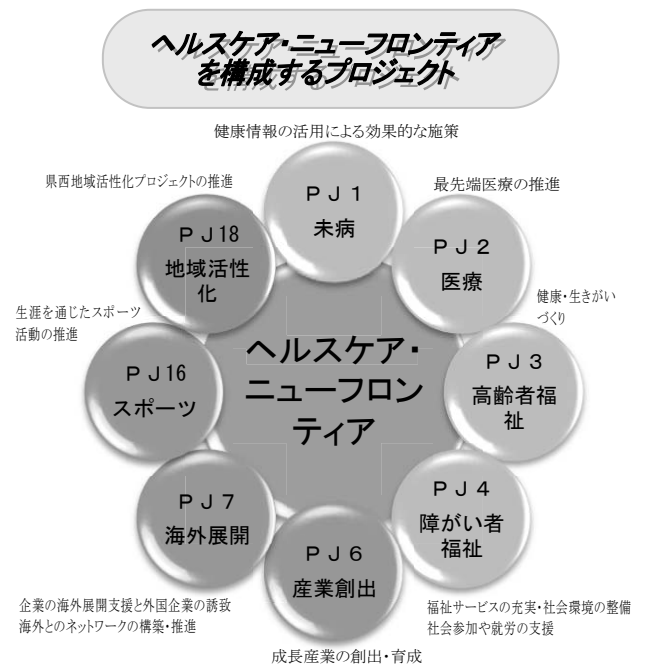 ヘルスケア・ニューフロンティア
を構成するプロジェクト
健康情報の活用による効果的な施策
ＰＪ１
未病
最先端医療の推進
ＰＪ２
医療
健康・生きがい
づくり
ＰＪ３
高齢者福
祉
ＰＪ４
障がい者
福祉
福祉サービスの充実・社会環境の整備
社会参加や就労の支援
ＰＪ６
産業創出
成長産業の創出・育成
ＰＪ７
海外展開
企業の海外展開支援と外国企業の誘致
海外とのネットワークの構築・推進
ＰＪ16
スポーツ
生涯を通じたスポーツ
活動の推進
ＰＪ18
地域活性
化
県西地域活性化プロジェクトの推進
ヘルスケア・
ニューフロン
ティア